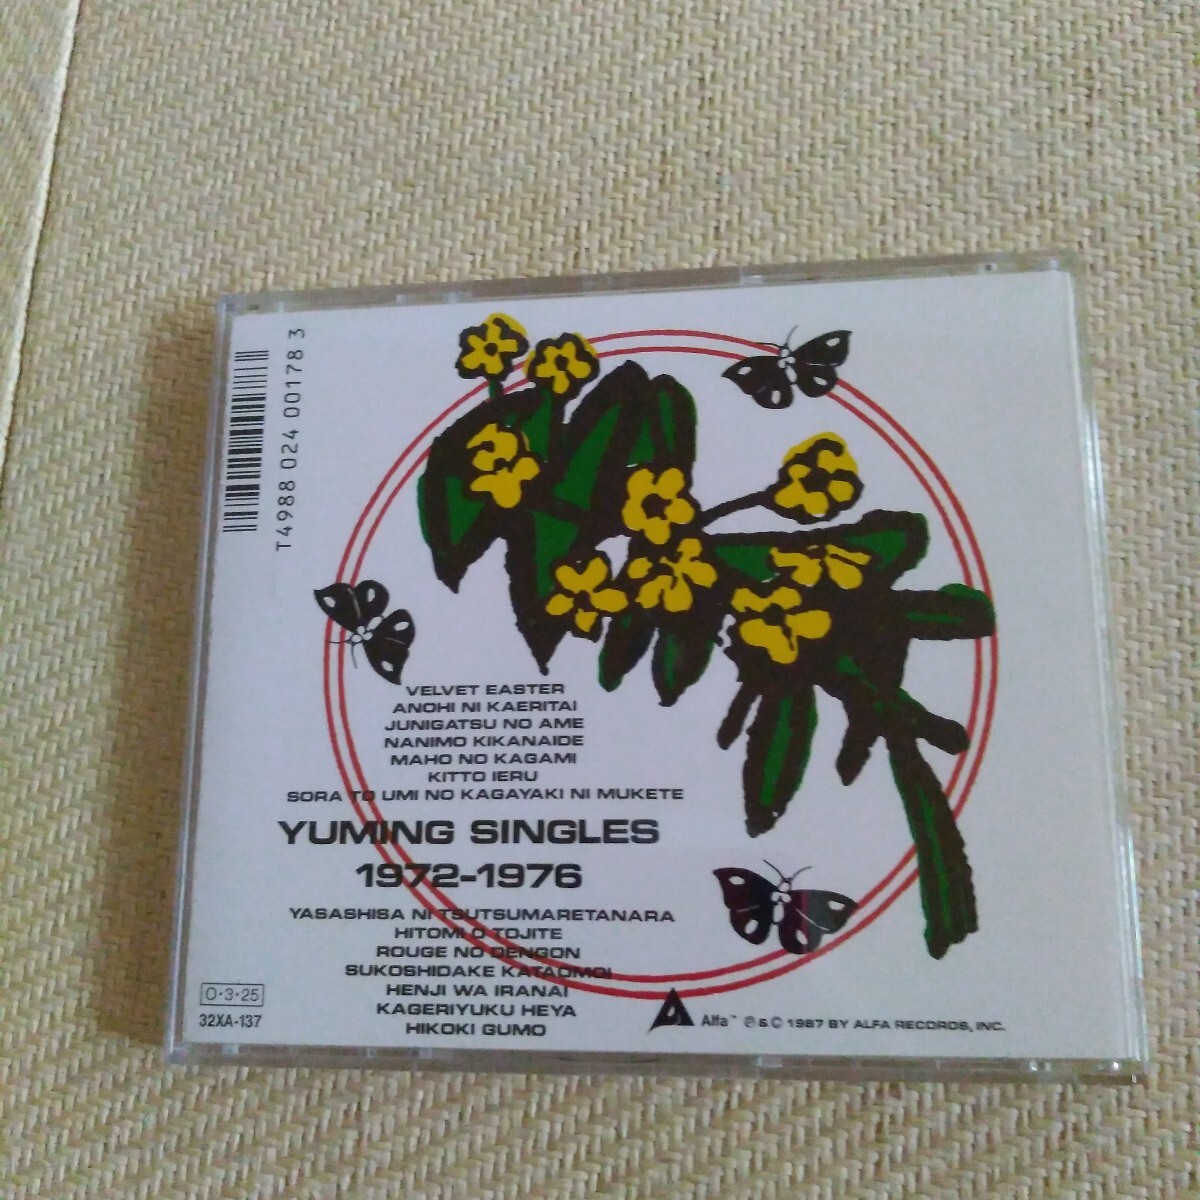 T4988 024 00178 3
VELVET EASTER
ANOHI NI KAERITAI
JUNIGATSU NO AME
NANIMO KIKANAIDE
MAHO NO KAGAMI
KITTO IERU
SORA TO UMI NO KAGAYAKI NI MUKETE
YUMING SINGLES
1972-1976
YASASHISA NI TSUTSUMARETANARA
HITOMI O TOJITE
ROUGE NO DENGON
SUKOSHIDAKE KATAOMOI
HENJI WA IRANAI
KAGERIYUKU HEYA
HIKOKI GUMO
O・3・25
32XA-137
Alfa™ ℗ & © 1987 BY ALFA RECORDS, INC.